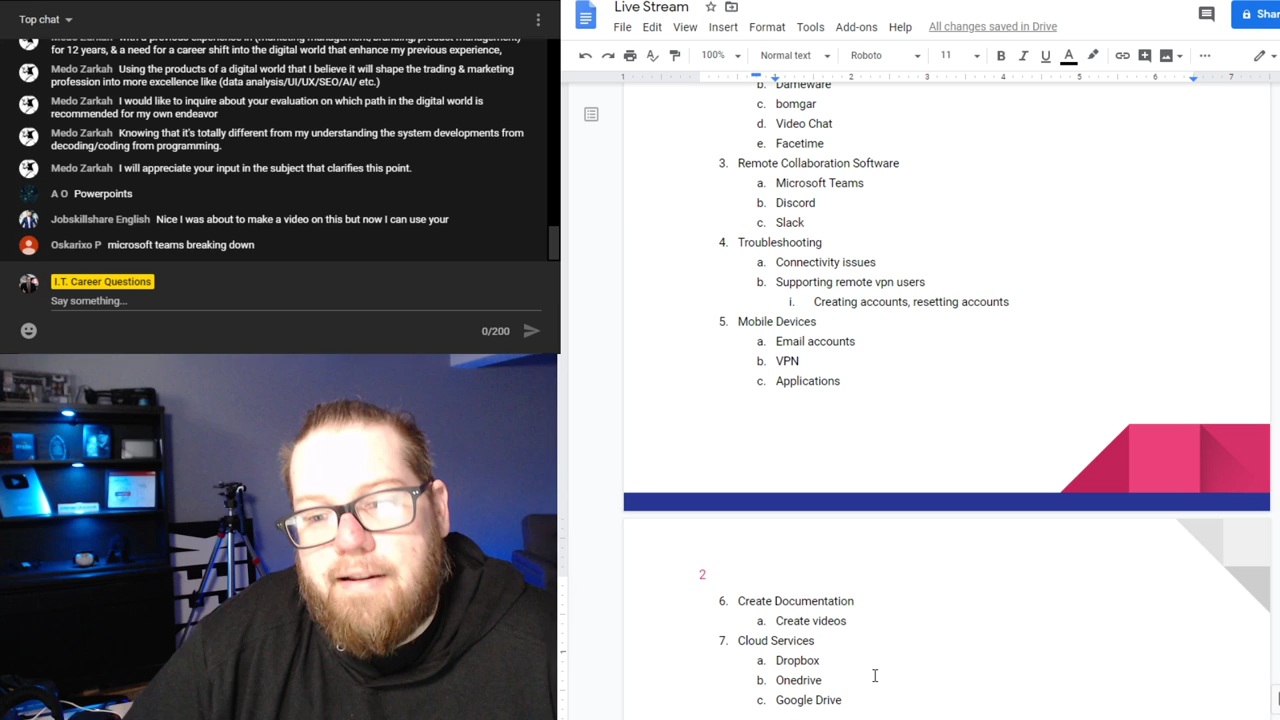 Top chat
with a previous experience in (marketing management, branding, product management)
for 12 years, & a need for a career shift into the digital world that enhance my previous experience,
Medo Zarkah Using the products of a digital world that I believe it will shape the trading & marketing
profession into more excellence like (data analysis/UI/UX/SEO/AI/ etc.)
Medo Zarkah I would like to inquire about your evaluation on which path in the digital world is
recommended for my own endeavor
Medo Zarkah Knowing that it's totally different from my understanding the system developments from
decoding/coding from programming.
Medo Zarkah I will appreciate your input in the subject that clarifies this point.
A O Powerpoints
Jobskillshare English Nice I was about to make a video on this but now I can use your
Oskarixo P microsoft teams breaking down
I.T. Career Questions
Say something...
0/200
Live Stream
File Edit View Insert Format Tools Add-ons Help All changes saved in Drive
Shar
100% Normal text Roboto 11 B I U A
1 1 2 3 4 5 6 7
b. Dameware
c. bomgar
d. Video Chat
e. Facetime
3. Remote Collaboration Software
a. Microsoft Teams
b. Discord
c. Slack
4. Troubleshooting
a. Connectivity issues
b. Supporting remote vpn users
i. Creating accounts, resetting accounts
5. Mobile Devices
a. Email accounts
b. VPN
c. Applications
2
6. Create Documentation
a. Create videos
7. Cloud Services
a. Dropbox
b. Onedrive
c. Google Drive